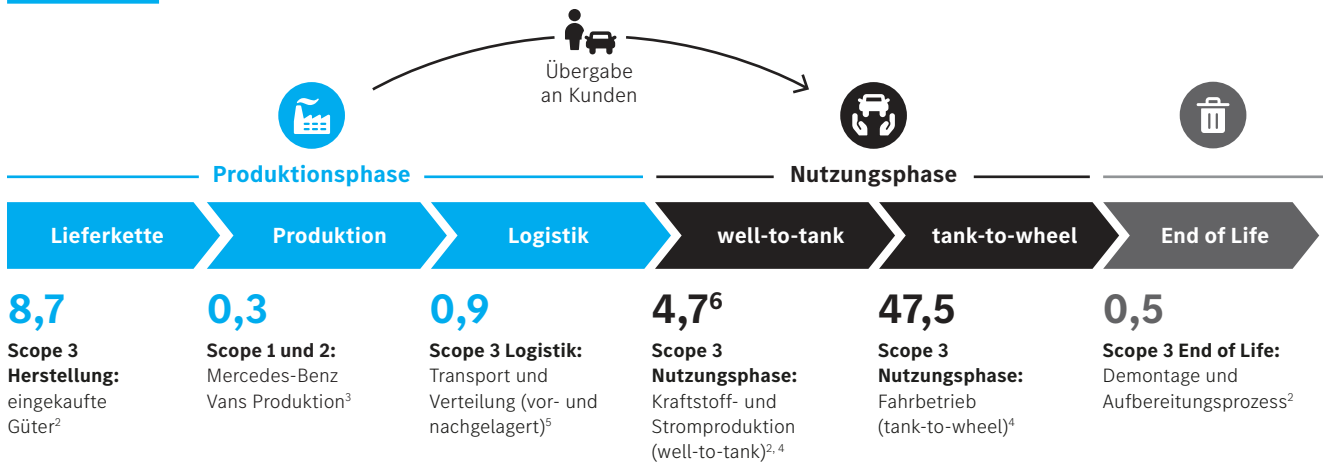 Übergabe
an Kunden
Produktionsphase
Nutzungsphase
Lieferkette
Produktion
Logistik
well-to-tank
tank-to-wheel
End of Life
8,7
Scope 3
Herstellung:
eingekaufte
Güter²
0,3
Scope 1 und 2:
Mercedes-Benz
Vans Produktion³
0,9
Scope 3 Logistik:
Transport und
Verteilung (vor- und
nachgelagert)⁵
4,7⁶
Scope 3
Nutzungsphase:
Kraftstoff- und
Stromproduktion
(well-to-tank)²,⁴
47,5
Scope 3
Nutzungsphase:
Fahrbetrieb
(tank-to-wheel)⁴
0,5
Scope 3 End of Life:
Demontage und
Aufbereitungsprozess²